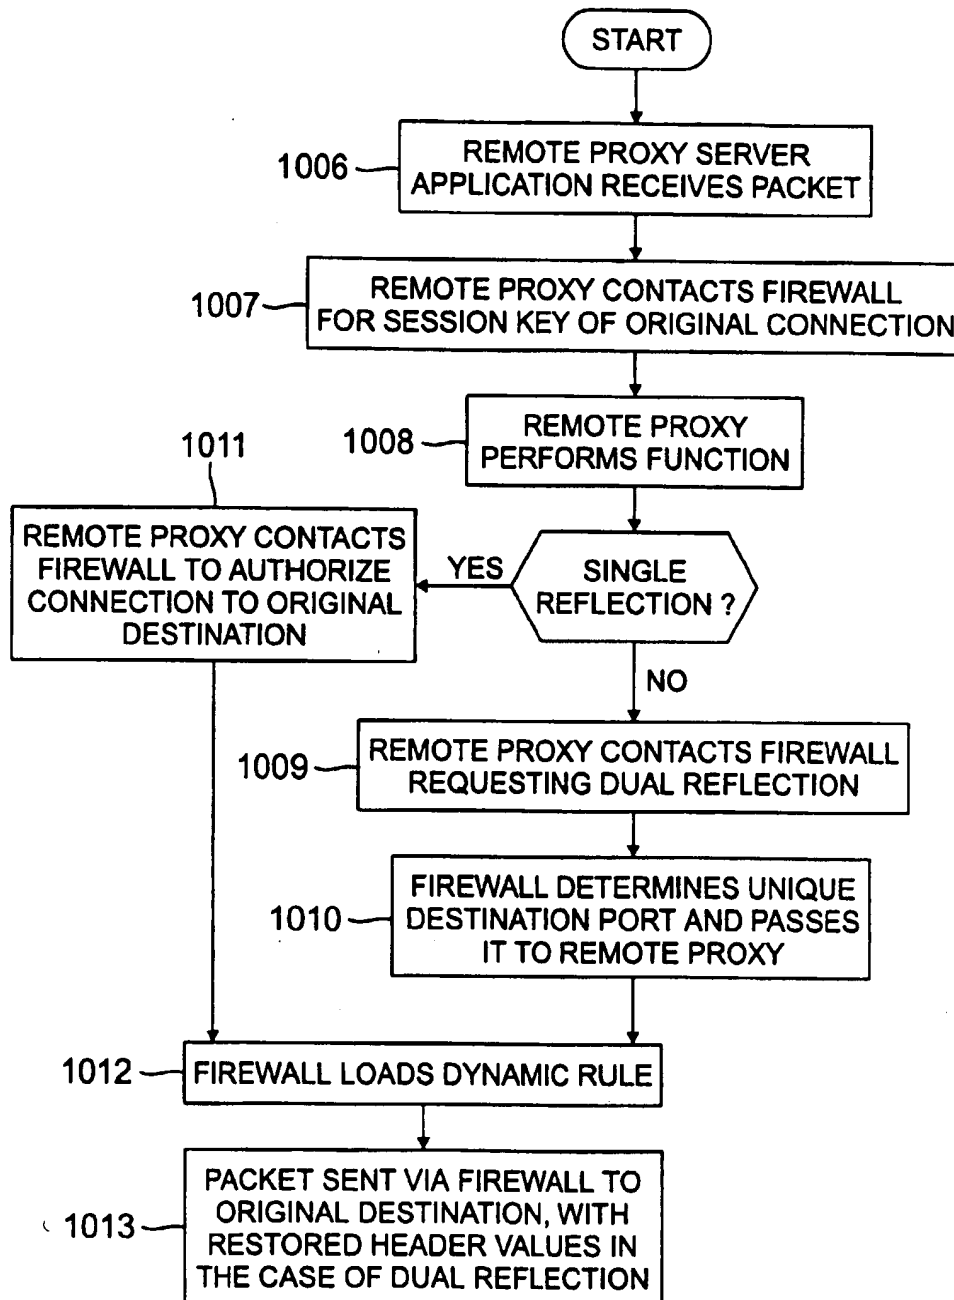 START
1006
REMOTE PROXY SERVER
APPLICATION RECEIVES PACKET
1007
REMOTE PROXY CONTACTS FIREWALL
FOR SESSION KEY OF ORIGINAL CONNECTION
1008
REMOTE PROXY
PERFORMS FUNCTION
1011
REMOTE PROXY CONTACTS
FIREWALL TO AUTHORIZE
CONNECTION TO ORIGINAL
DESTINATION
YES
SINGLE
REFLECTION ?
NO
1009
REMOTE PROXY CONTACTS FIREWALL
REQUESTING DUAL REFLECTION
1010
FIREWALL DETERMINES UNIQUE
DESTINATION PORT AND PASSES
IT TO REMOTE PROXY
1012
FIREWALL LOADS DYNAMIC RULE
1013
PACKET SENT VIA FIREWALL TO
ORIGINAL DESTINATION, WITH
RESTORED HEADER VALUES IN
THE CASE OF DUAL REFLECTION